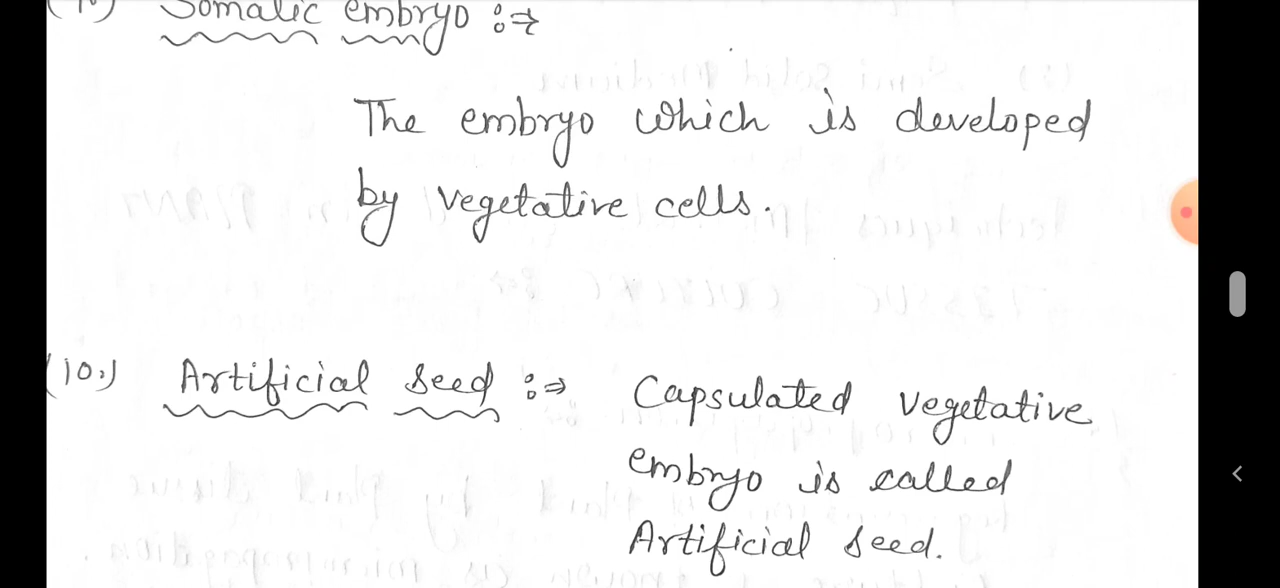 Somatic embryo :⇒
The embryo which is developed
by vegetative cells.
(10.) Artificial seed :⇒ Capsulated vegetative
embryo is called
Artificial seed.